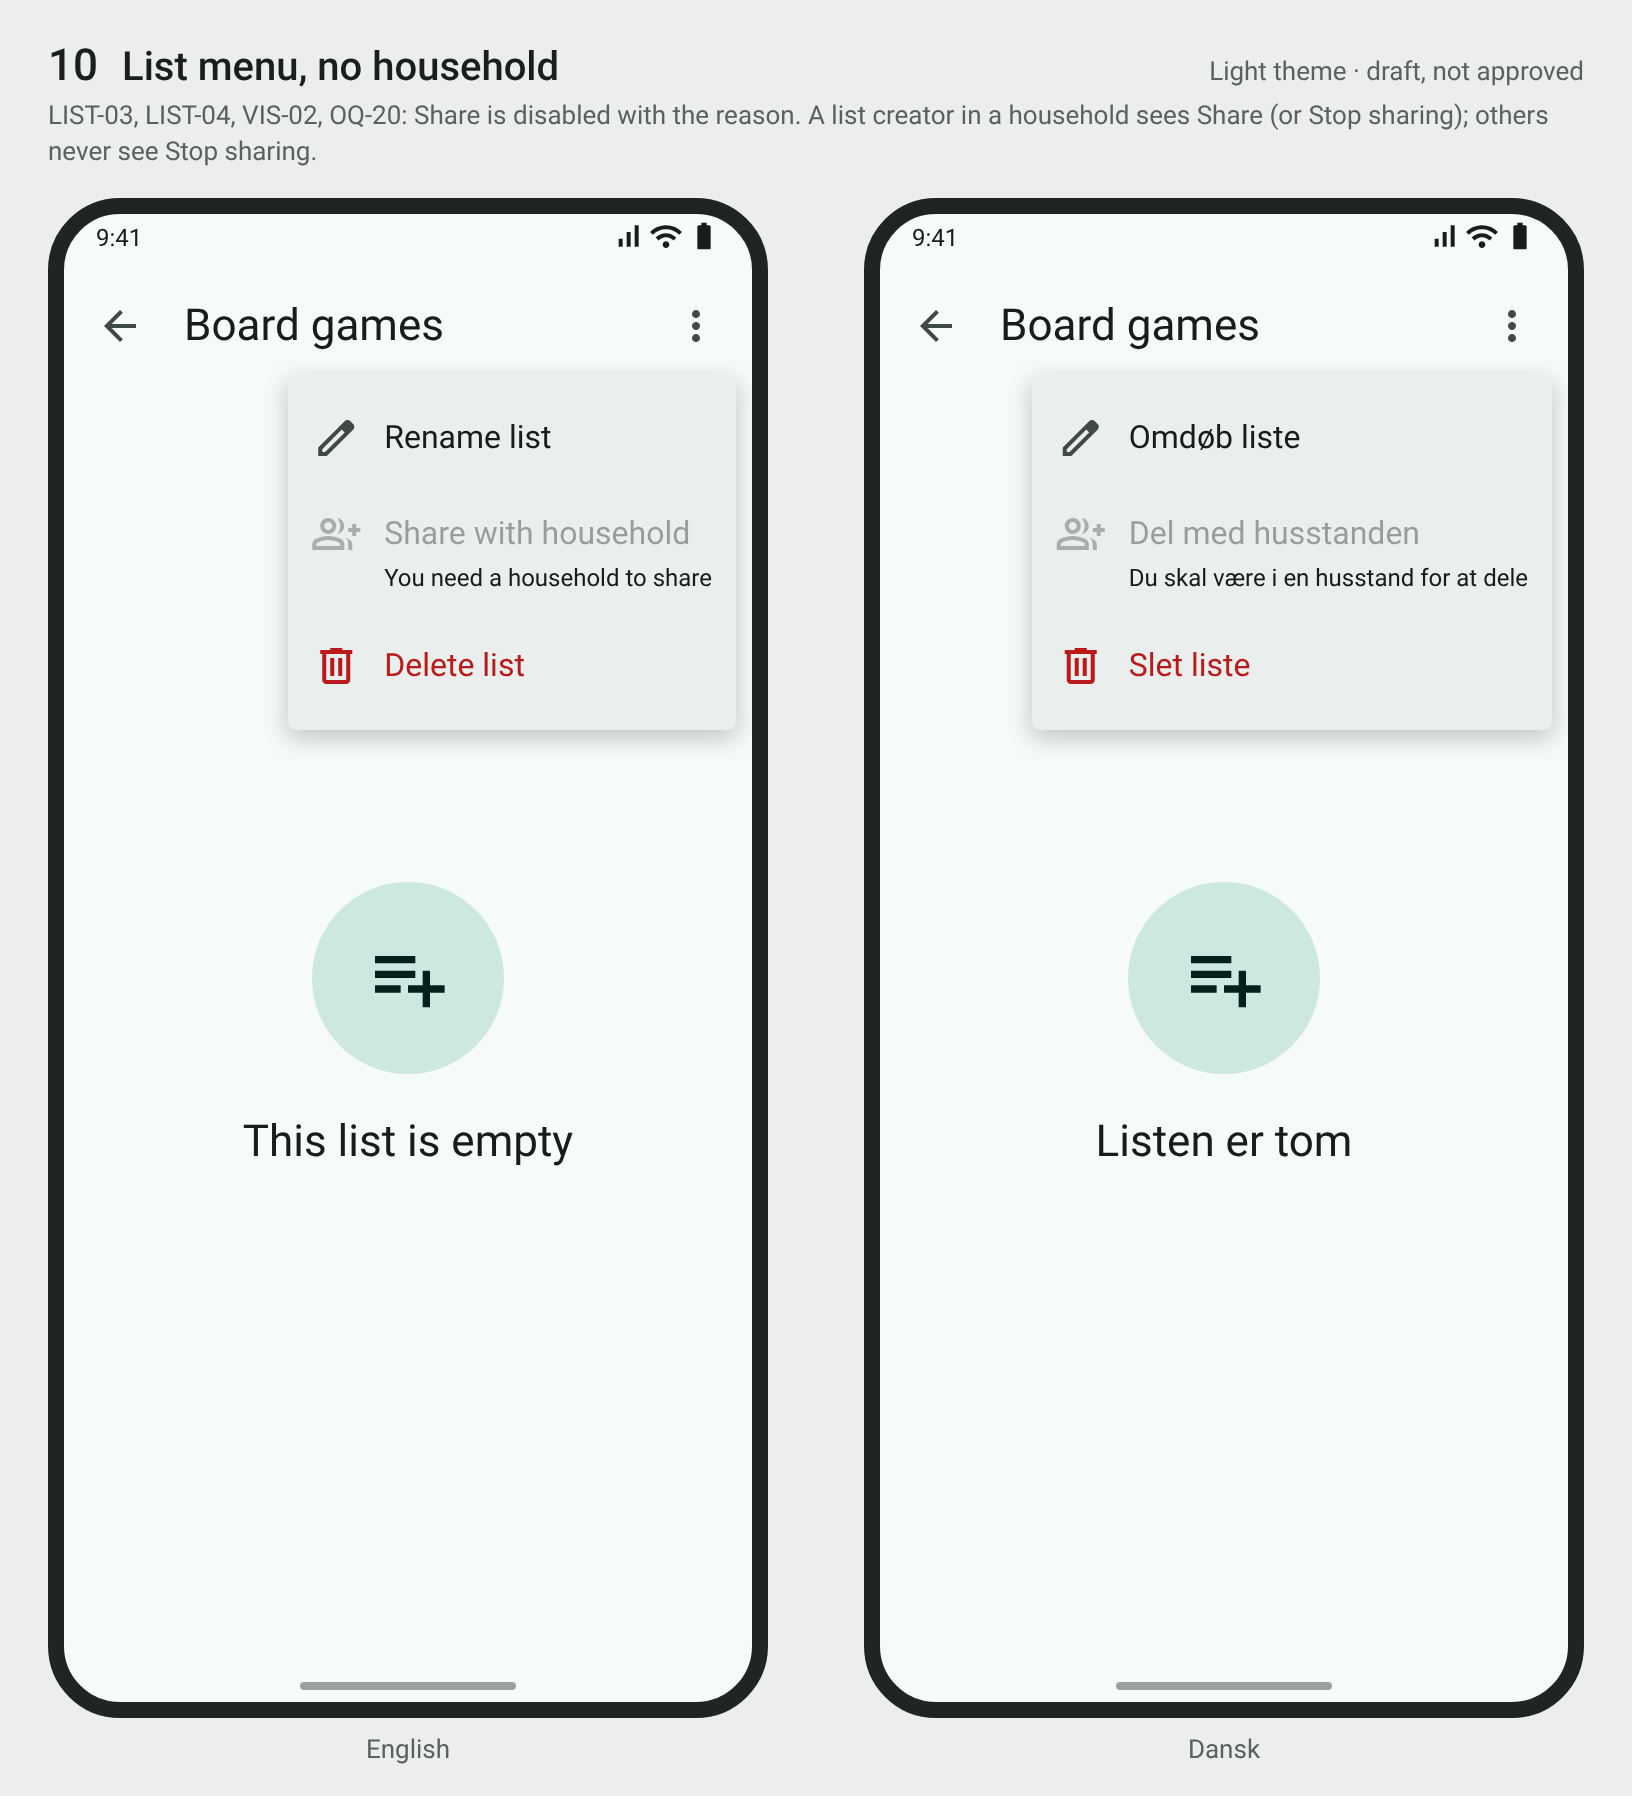 10 List menu, no household
Light theme · draft, not approved
LIST-03, LIST-04, VIS-02, OQ-20: Share is disabled with the reason. A list creator in a household sees Share (or Stop sharing); others
never see Stop sharing.
9:41
Board games
Rename list
Share with household
You need a household to share
Delete list
This list is empty
English
9:41
Board games
Omdøb liste
Del med husstanden
Du skal være i en husstand for at dele
Slet liste
Listen er tom
Dansk